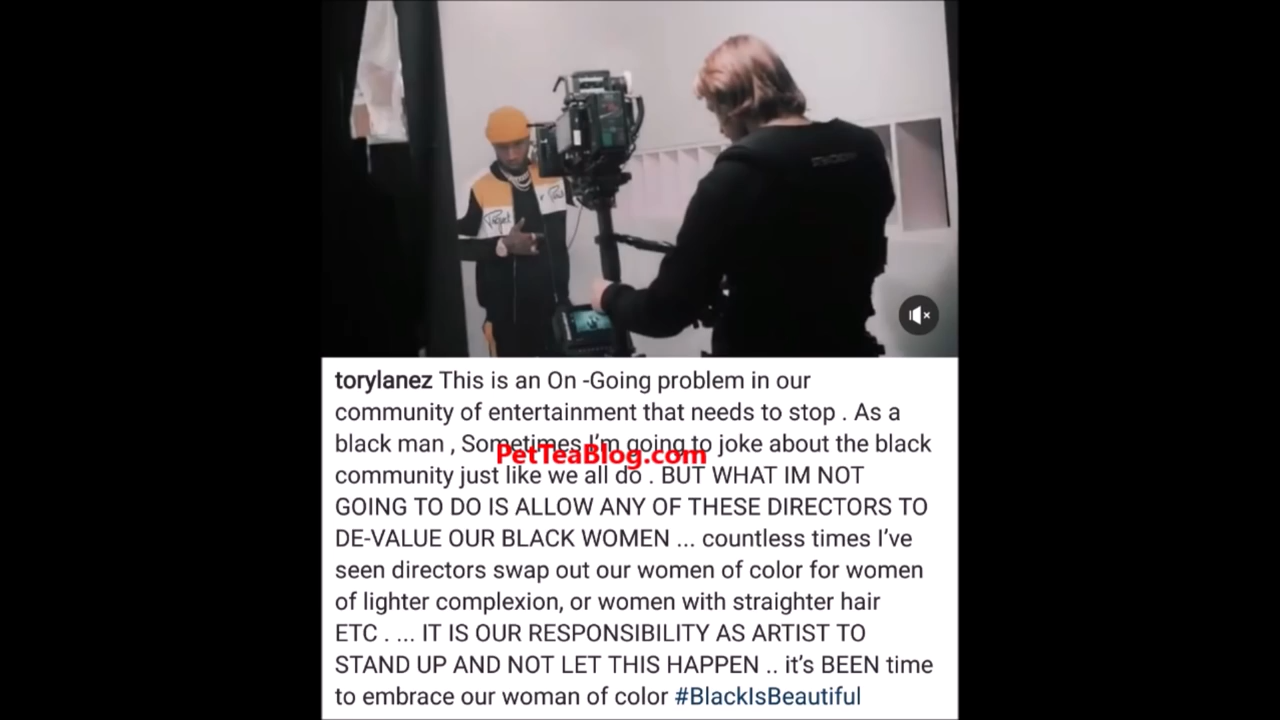 torylanez This is an On -Going problem in our
community of entertainment that needs to stop . As a
black man , Sometimes I'm going to joke about the black
PetTeaBlog.com
community just like we all do . BUT WHAT IM NOT
GOING TO DO IS ALLOW ANY OF THESE DIRECTORS TO
DE-VALUE OUR BLACK WOMEN ... countless times I've
seen directors swap out our women of color for women
of lighter complexion, or women with straighter hair
ETC . ... IT IS OUR RESPONSIBILITY AS ARTIST TO
STAND UP AND NOT LET THIS HAPPEN .. it's BEEN time
to embrace our woman of color #BlackIsBeautiful